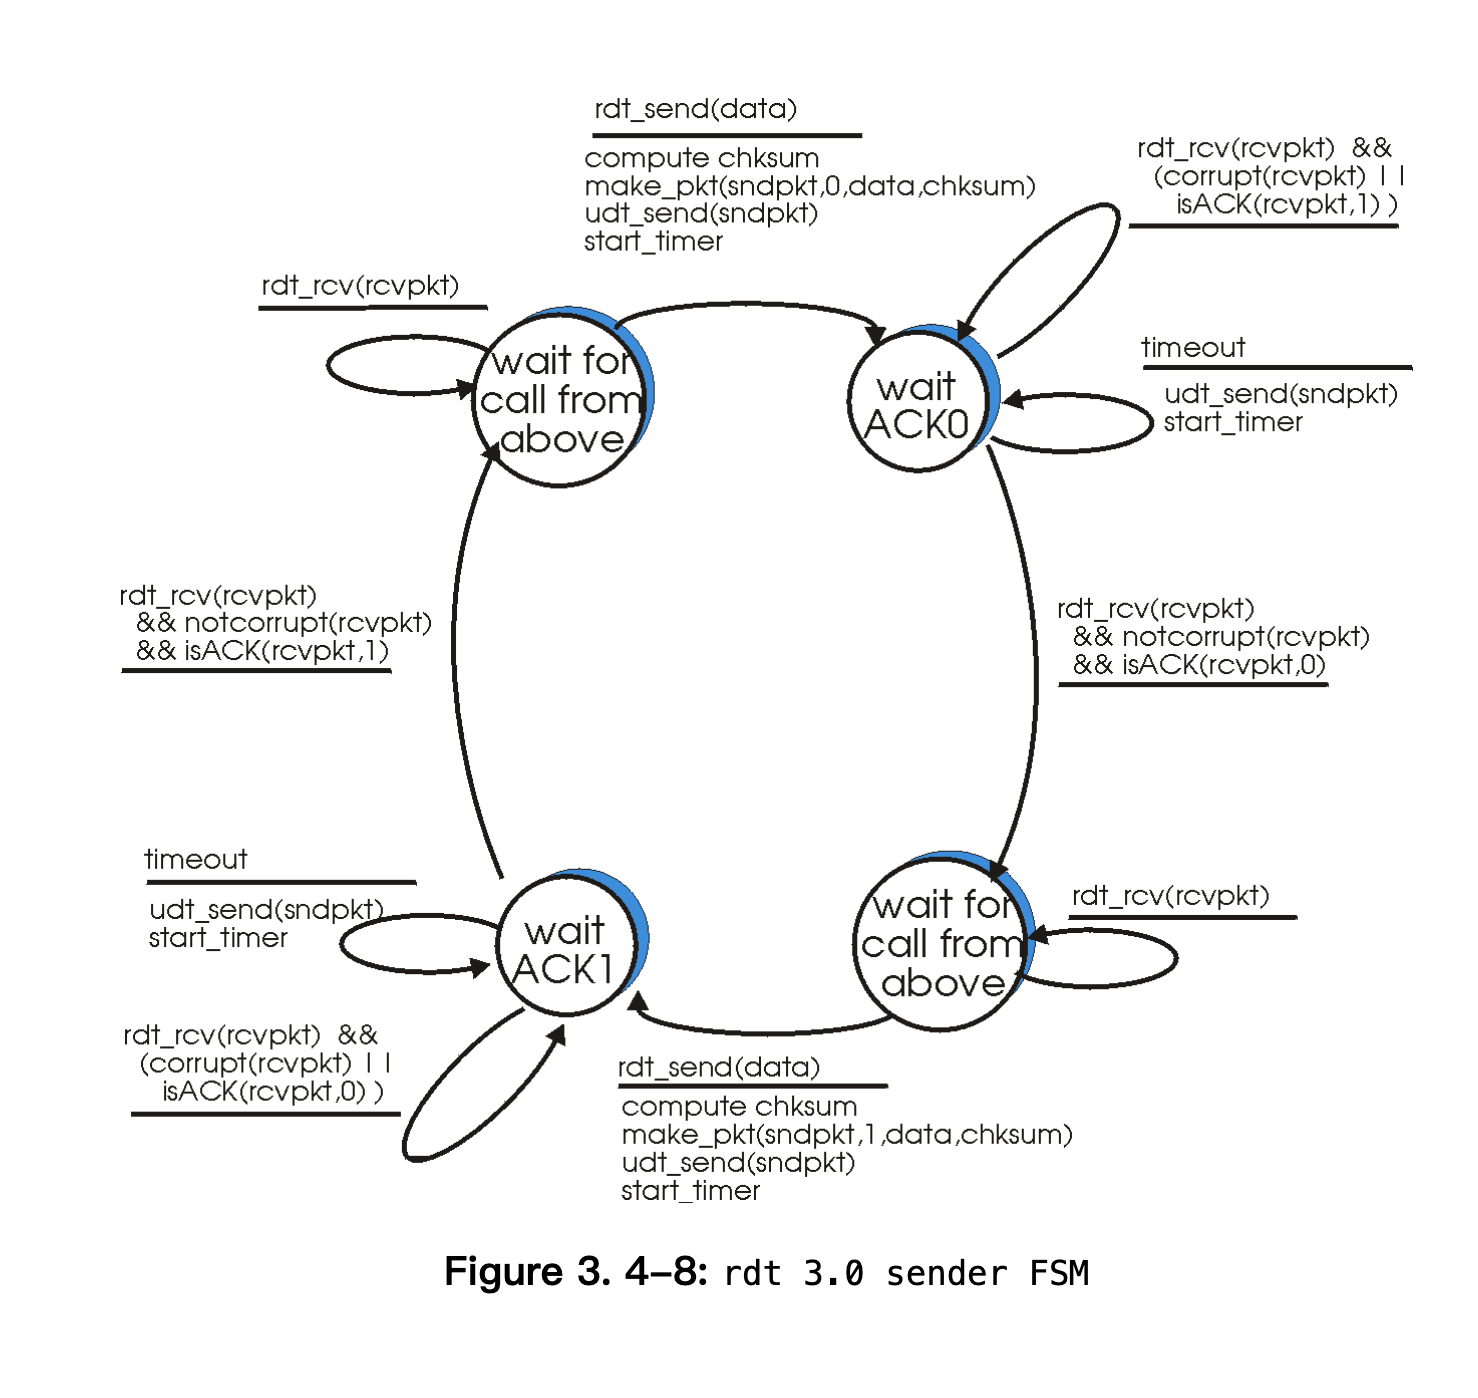 rdt_send(data)
compute chksum
make_pkt(sndpkt,0,data,chksum)
udt_send(sndpkt)
start_timer
rdt_rcv(rcvpkt) &&
(corrupt(rcvpkt) ||
isACK(rcvpkt,1) )
rdt_rcv(rcvpkt)
wait for
call from
above
wait
ACK0
timeout
udt_send(sndpkt)
start_timer
rdt_rcv(rcvpkt)
&& notcorrupt(rcvpkt)
&& isACK(rcvpkt,1)
rdt_rcv(rcvpkt)
&& notcorrupt(rcvpkt)
&& isACK(rcvpkt,0)
timeout
udt_send(sndpkt)
start_timer
wait
ACK1
wait for
call from
above
rdt_rcv(rcvpkt)
rdt_rcv(rcvpkt) &&
(corrupt(rcvpkt) ||
isACK(rcvpkt,0) )
rdt_send(data)
compute chksum
make_pkt(sndpkt,1,data,chksum)
udt_send(sndpkt)
start_timer
Figure 3. 4–8: rdt 3.0 sender FSM